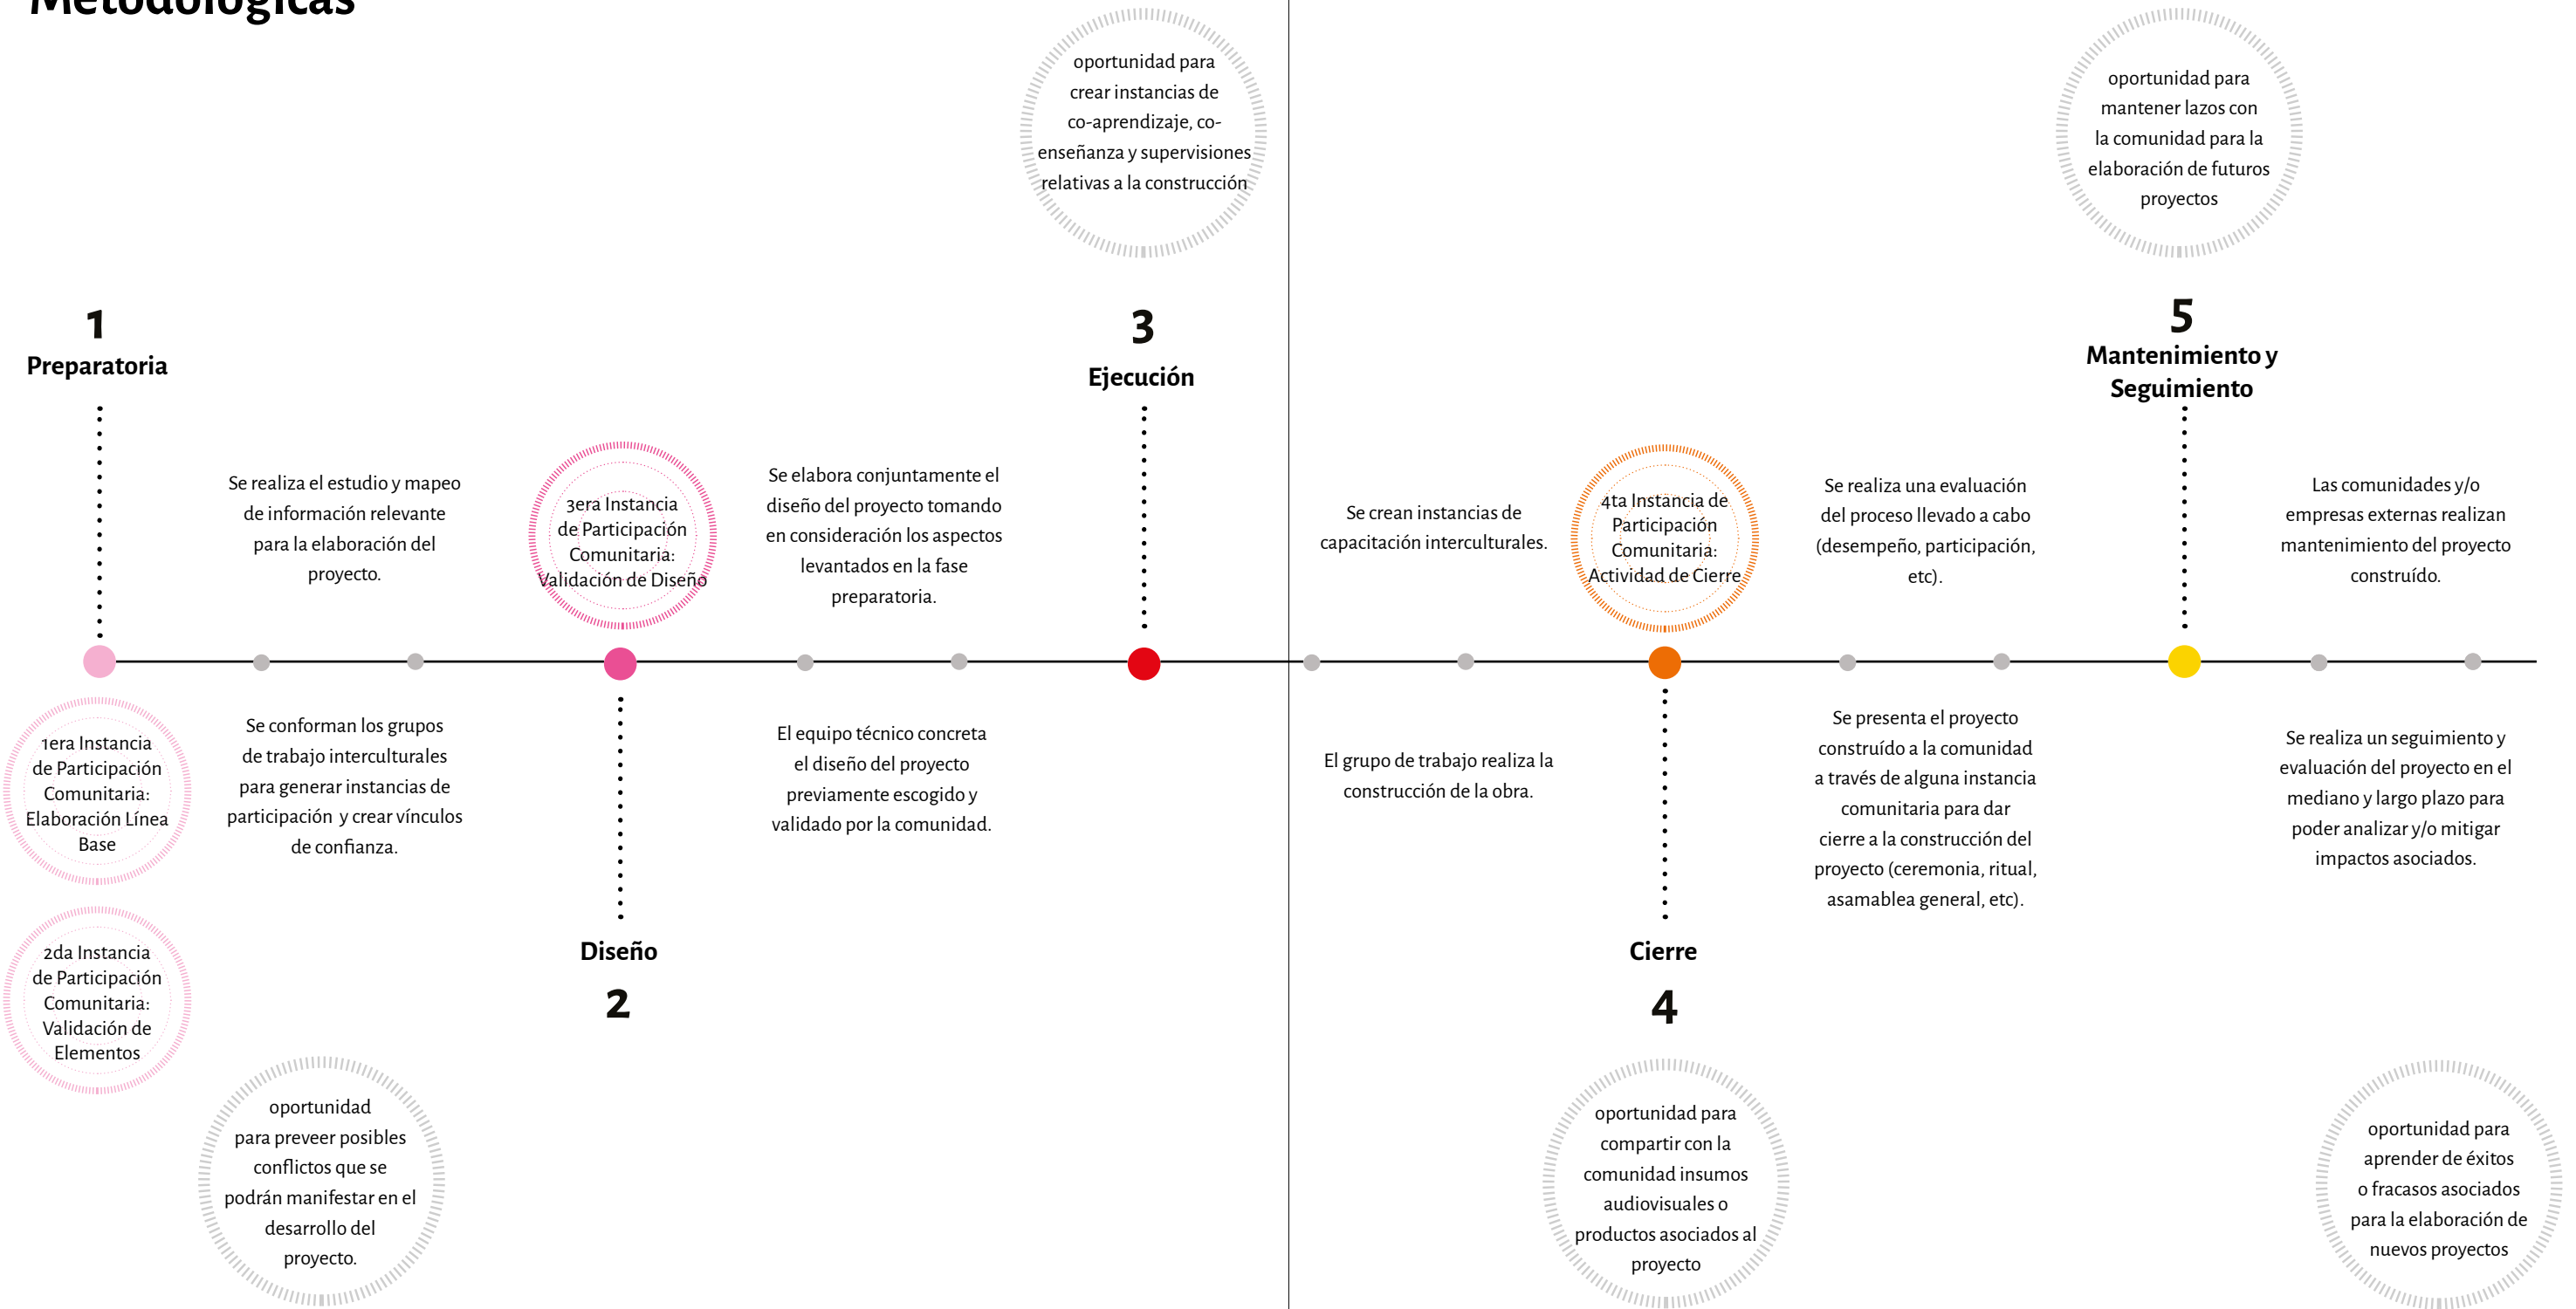 Metodológicas
oportunidad para
crear instancias de
co-aprendizaje, co-
enseñanza y supervisiones
relativas a la construcción
oportunidad para
mantener lazos con
la comunidad para la
elaboración de futuros
proyectos
1
Preparatoria
3
Ejecución
5
Mantenimiento y
Seguimiento
Se realiza el estudio y mapeo
de información relevante
para la elaboración del
proyecto.
3era Instancia
de Participación
Comunitaria:
Validación de Diseño
Se elabora conjuntamente el
diseño del proyecto tomando
en consideración los aspectos
levantados en la fase
preparatoria.
Se crean instancias de
capacitación interculturales.
4ta Instancia de
Participación
Comunitaria:
Actividad de Cierre
Se realiza una evaluación
del proceso llevado a cabo
(desempeño, participación,
etc).
Las comunidades y/o
empresas externas realizan
mantenimiento del proyecto
construído.
1era Instancia
de Participación
Comunitaria:
Elaboración Línea
Base
Se conforman los grupos
de trabajo interculturales
para generar instancias de
participación y crear vínculos
de confianza.
El equipo técnico concreta
el diseño del proyecto
previamente escogido y
validado por la comunidad.
El grupo de trabajo realiza la
construcción de la obra.
Se presenta el proyecto
construído a la comunidad
a través de alguna instancia
comunitaria para dar
cierre a la construcción del
proyecto (ceremonia, ritual,
asamablea general, etc).
Se realiza un seguimiento y
evaluación del proyecto en el
mediano y largo plazo para
poder analizar y/o mitigar
impactos asociados.
2da Instancia
de Participación
Comunitaria:
Validación de
Elementos
Diseño
2
Cierre
4
oportunidad
para preveer posibles
conflictos que se
podrán manifestar en el
desarrollo del
proyecto.
oportunidad para
compartir con la
comunidad insumos
audiovisuales o
productos asociados al
proyecto
oportunidad para
aprender de éxitos
o fracasos asociados
para la elaboración de
nuevos proyectos